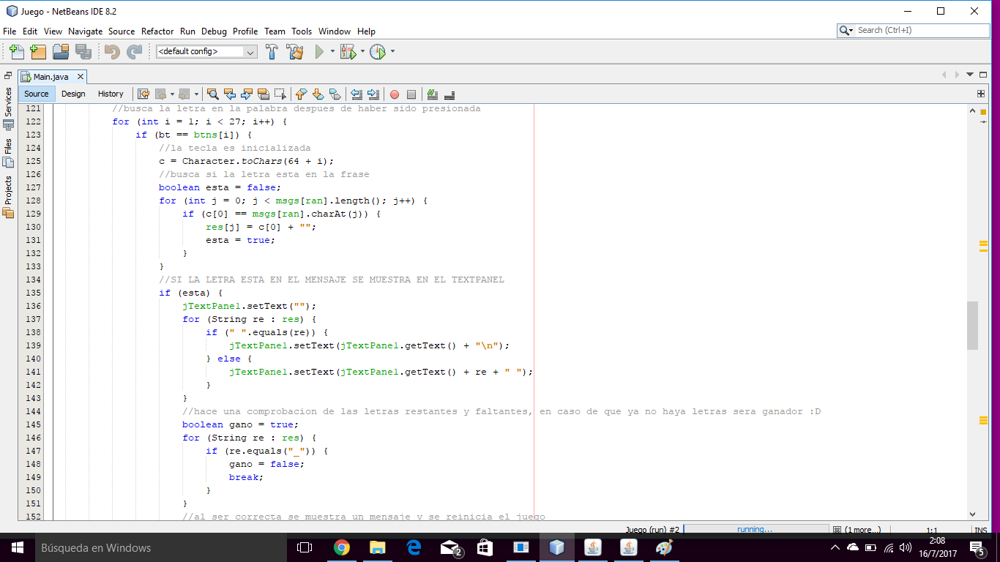 Juego - NetBeans IDE 8.2
File Edit View Navigate Source Refactor Run Debug Profile Team Tools Window Help
Search (Ctrl+I)
<default config>
Main.java
Source Design History
Services
Files
Projects
121 //busca la letra en la palabra despues de haber sido presionada
122 for (int i = 1; i < 27; i++) {
123 if (bt == btns[i]) {
124 //la tecla es inicializada
125 c = Character.toChars(64 + i);
126 //busca si la letra esta en la frase
127 boolean esta = false;
128 for (int j = 0; j < msgs[ran].length(); j++) {
129 if (c[0] == msgs[ran].charAt(j)) {
130 res[j] = c[0] + "";
131 esta = true;
132 }
133 }
134 //SI LA LETRA ESTA EN EL MENSAJE SE MUESTRA EN EL TEXTPANEL
135 if (esta) {
136 jTextPane1.setText("");
137 for (String re : res) {
138 if (" ".equals(re)) {
139 jTextPane1.setText(jTextPane1.getText() + "\n");
140 } else {
141 jTextPane1.setText(jTextPane1.getText() + re + " ");
142 }
143 }
144 //hace una comprobacion de las letras restantes y faltantes, en caso de que ya no haya letras sera ganador :D
145 boolean gano = true;
146 for (String re : res) {
147 if (re.equals("_")) {
148 gano = false;
149 break;
150 }
151 }
152 //al ser correcta se muestra un mensaje y se reinicia el juego
Juego (run) #2 running... (1 more...) 1:1 INS
Búsqueda en Windows
2
2:08
16/7/2017
5